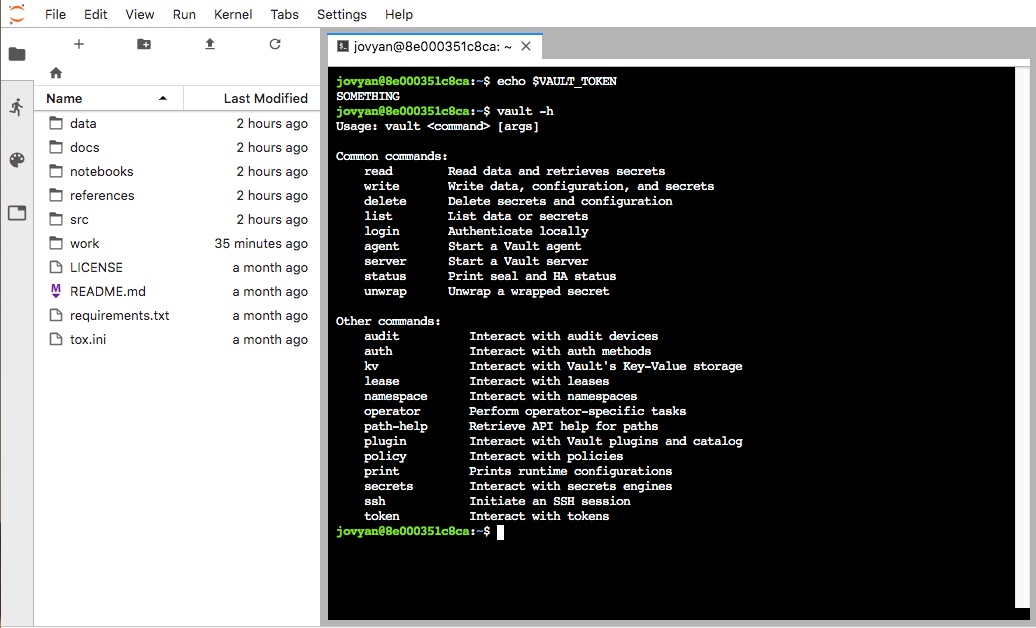 File Edit View Run Kernel Tabs Settings Help
jovyan@8e000351c8ca: ~
Name Last Modified
data 2 hours ago
docs 2 hours ago
notebooks 2 hours ago
references 2 hours ago
src 2 hours ago
work 35 minutes ago
LICENSE a month ago
README.md a month ago
requirements.txt a month ago
tox.ini a month ago
jovyan@8e000351c8ca:~$ echo $VAULT_TOKEN
SOMETHING
jovyan@8e000351c8ca:~$ vault -h
Usage: vault <command> [args]
Common commands:
read Read data and retrieves secrets
write Write data, configuration, and secrets
delete Delete secrets and configuration
list List data or secrets
login Authenticate locally
agent Start a Vault agent
server Start a Vault server
status Print seal and HA status
unwrap Unwrap a wrapped secret
Other commands:
audit Interact with audit devices
auth Interact with auth methods
kv Interact with Vault's Key-Value storage
lease Interact with leases
namespace Interact with namespaces
operator Perform operator-specific tasks
path-help Retrieve API help for paths
plugin Interact with Vault plugins and catalog
policy Interact with policies
print Prints runtime configurations
secrets Interact with secrets engines
ssh Initiate an SSH session
token Interact with tokens
jovyan@8e000351c8ca:~$